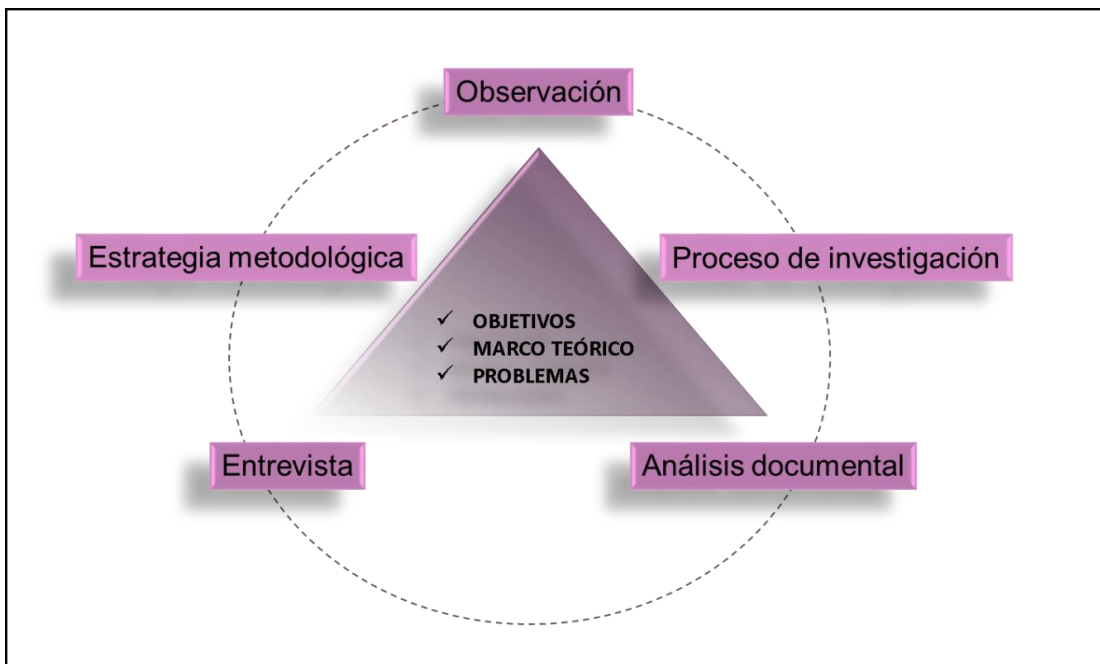 Observación
Estrategia metodológica
Proceso de investigación
✓ OBJETIVOS
✓ MARCO TEÓRICO
✓ PROBLEMAS
Entrevista
Análisis documental